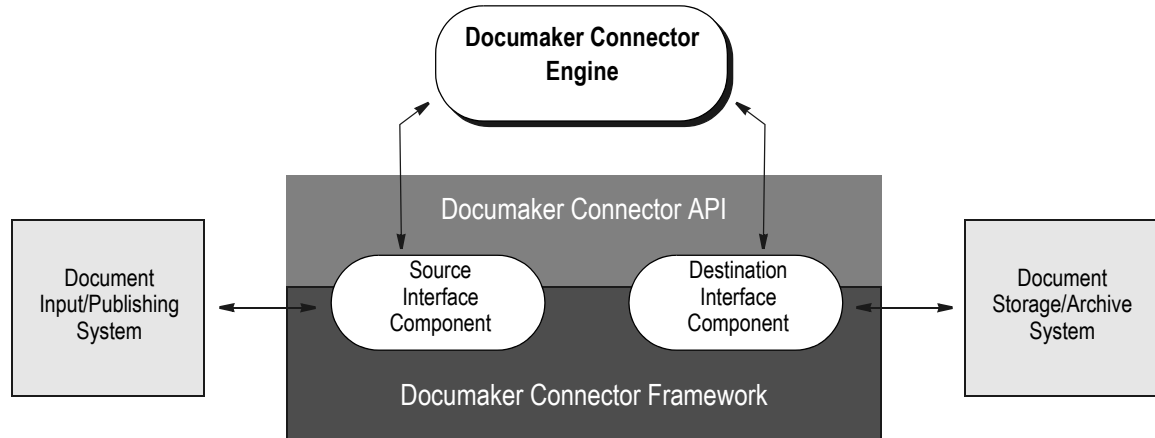 Documaker Connector
Engine
Documaker Connector API
Document
Input/Publishing
System
Source
Interface
Component
Destination
Interface
Component
Document
Storage/Archive
System
Documaker Connector Framework